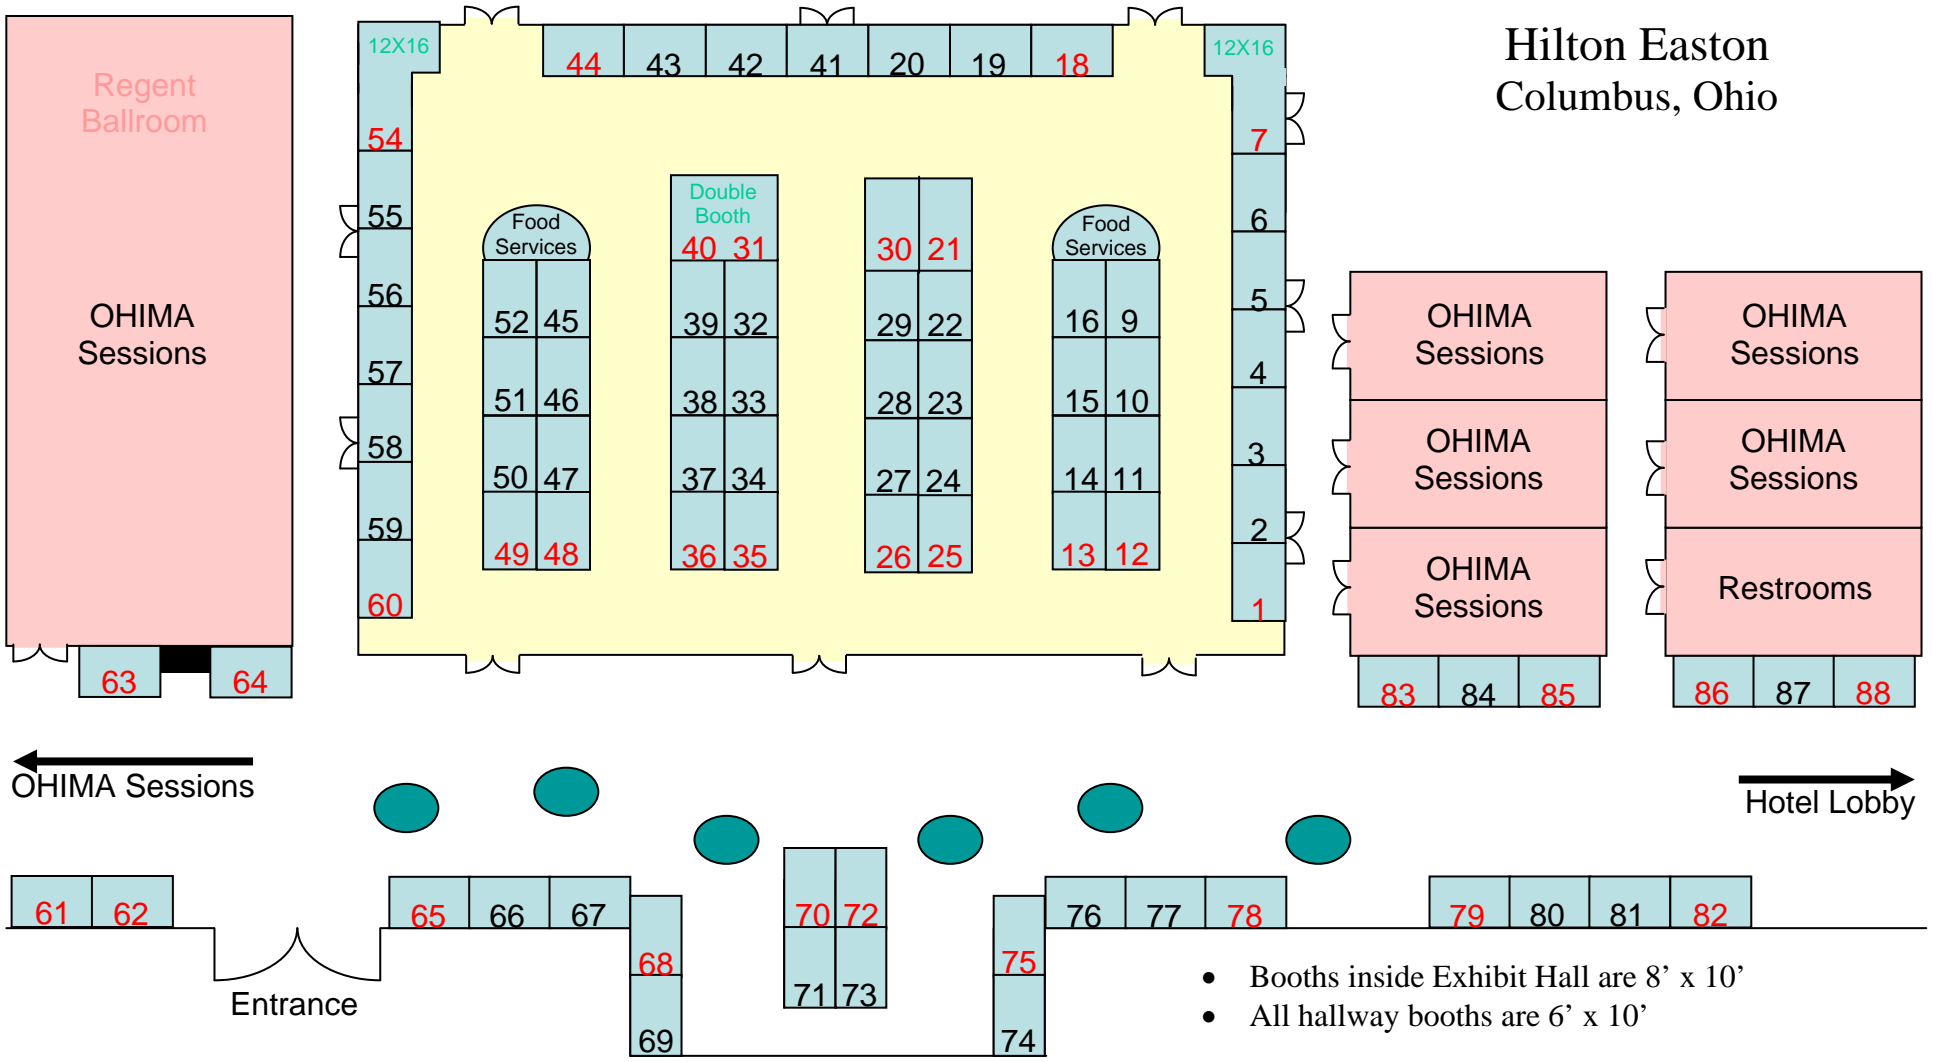 Hilton Easton
Columbus, Ohio
12X16
44 43 42 41 20 19 18
12X16
Regent
Ballroom
OHIMA
Sessions
54
55
56
57
58
59
60
Food
Services
52 45
51 46
50 47
49 48
Double
Booth
40 31
39 32
38 33
37 34
36 35
30 21
29 22
28 23
27 24
26 25
Food
Services
16 9
15 10
14 11
13 12
7
6
5
4
3
2
1
OHIMA
Sessions
OHIMA
Sessions
OHIMA
Sessions
OHIMA
Sessions
OHIMA
Sessions
Restrooms
63 64
83 84 85
86 87 88
OHIMA Sessions
Hotel Lobby
61 62
Entrance
65 66 67
68
69
70 72
71 73
75
74
76 77 78
79 80 81 82
• Booths inside Exhibit Hall are 8’ x 10’
• All hallway booths are 6’ x 10’